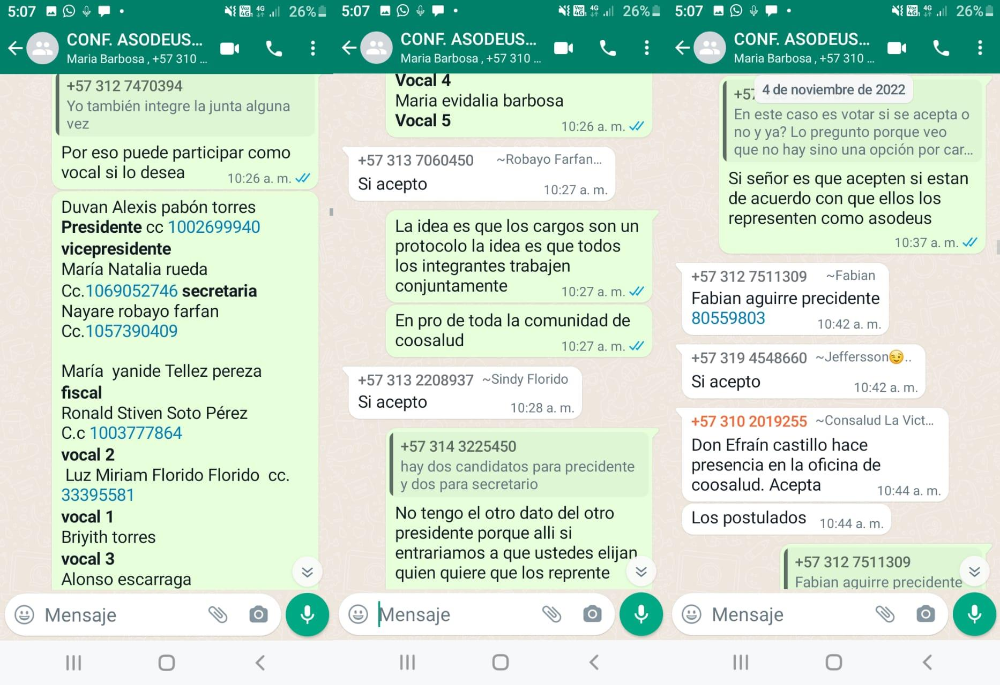 5:07
26%
CONF. ASODEUS...
Maria Barbosa , +57 310 ...
+57 312 7470394
Yo también integre la junta alguna
vez
Por eso puede participar como
vocal si lo desea
10:26 a. m.
Duvan Alexis pabón torres
Presidente cc 1002699940
vicepresidente
María Natalia rueda
Cc.1069052746 secretaria
Nayare robayo farfan
Cc.1057390409
María  yanide Tellez pereza
fiscal
Ronald Stiven Soto Pérez
C.c 1003777864
vocal 2
Luz Miriam Florido Florido  cc.
33395581
vocal 1
Briyith torres
vocal 3
Alonso escarraga
Mensaje
5:07
26%
CONF. ASODEUS...
Maria Barbosa , +57 310 ...
Vocal 4
Maria evidalia barbosa
Vocal 5
10:26 a. m.
+57 313 7060450 ~Robayo Farfan...
Si acepto
10:27 a. m.
La idea es que los cargos son un
protocolo la idea es que todos
los integrantes trabajen
conjuntamente
10:27 a. m.
En pro de toda la comunidad de
coosalud
10:27 a. m.
+57 313 2208937 ~Sindy Florido
Si acepto
10:28 a. m.
+57 314 3225450
hay dos candidatos para precidente
y dos para secretario
No tengo el otro dato del otro
presidente porque alli si
entrariamos a que ustedes elijan
quien quiere que los reprente
Mensaje
5:07
26%
CONF. ASODEUS...
Maria Barbosa , +57 310 ...
4 de noviembre de 2022
En este caso es votar si se acepta o
no y ya? Lo pregunto porque veo
que no hay sino una opción por car...
Si señor es que acepten si estan
de acuerdo con que ellos los
representen como asodeus
10:37 a. m.
+57 312 7511309 ~Fabian
Fabian aguirre precidente
80559803
10:42 a. m.
+57 319 4548660 ~Jeffersson😉..
Si acepto
10:42 a. m.
+57 310 2019255 ~Consalud La Vict...
Don Efraín castillo hace
presencia en la oficina de
coosalud. Acepta
10:44 a. m.
Los postulados
10:44 a. m.
+57 312 7511309
Fabian aguirre precidente
Mensaje